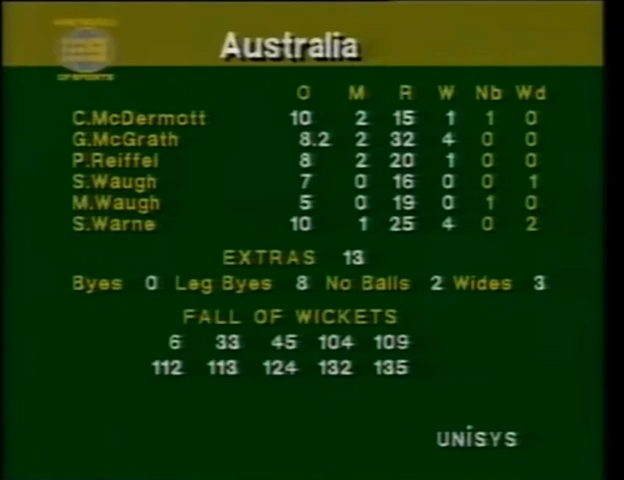 Australia
O M R W Nb Wd
C.McDermott 10 2 15 1 1 0
G.McGrath 8.2 2 32 4 0 0
P.Reiffel 8 2 20 1 0 0
S.Waugh 7 0 16 0 0 1
M.Waugh 5 0 19 0 1 0
S.Warne 10 1 25 4 0 2
EXTRAS 13
Byes 0 Leg Byes 8 No Balls 2 Wides 3
FALL OF WICKETS
6 33 45 104 109
112 113 124 132 135
UNiSYS